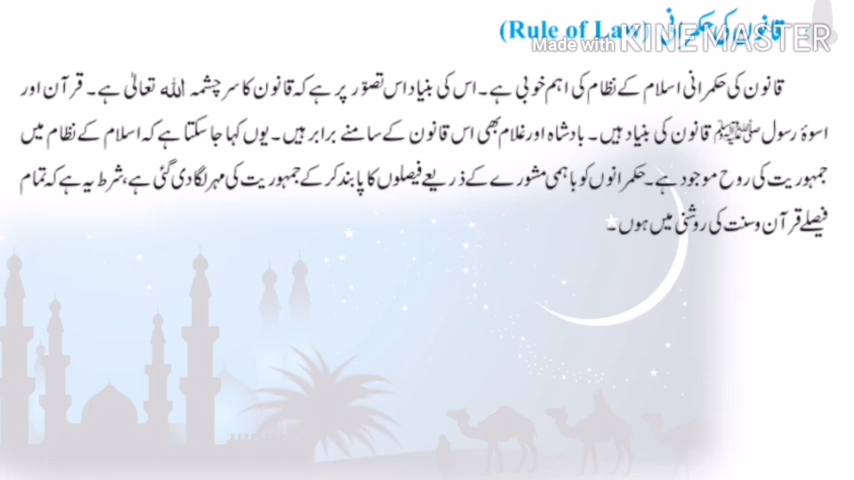 قانون کی حکمرانی (Rule of Law)
Made with KINEMASTER
قانون کی حکمرانی اسلام کے نظام کی اہم خوبی ہے۔ اس کی بنیاد اس تصوّر پر ہے کہ قانون کا سرچشمہ اللہ تعالیٰ ہے۔ قرآن اور
اسوۂ رسول ﷺ قانون کی بنیاد ہیں۔ بادشاہ اور غلام بھی اس قانون کے سامنے برابر ہیں۔ یوں کہا جا سکتا ہے کہ اسلام کے نظام میں
جمہوریت کی روح موجود ہے۔ حکمرانوں کو باہمی مشورے کے ذریعے فیصلوں کا پابند کر کے جمہوریت کی مہر لگا دی گئی ہے، شرط یہ ہے کہ تمام
فیصلے قرآن و سنت کی روشنی میں ہوں۔